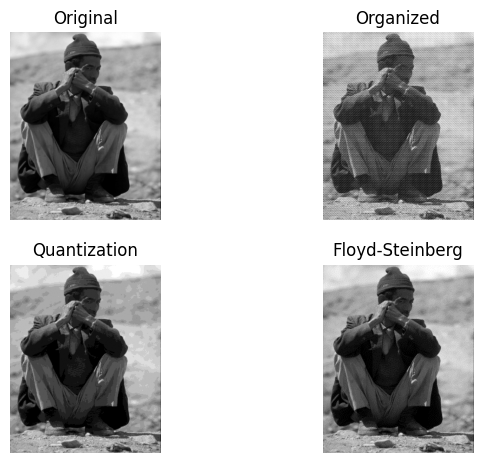 Original
Organized
Quantization
Floyd-Steinberg